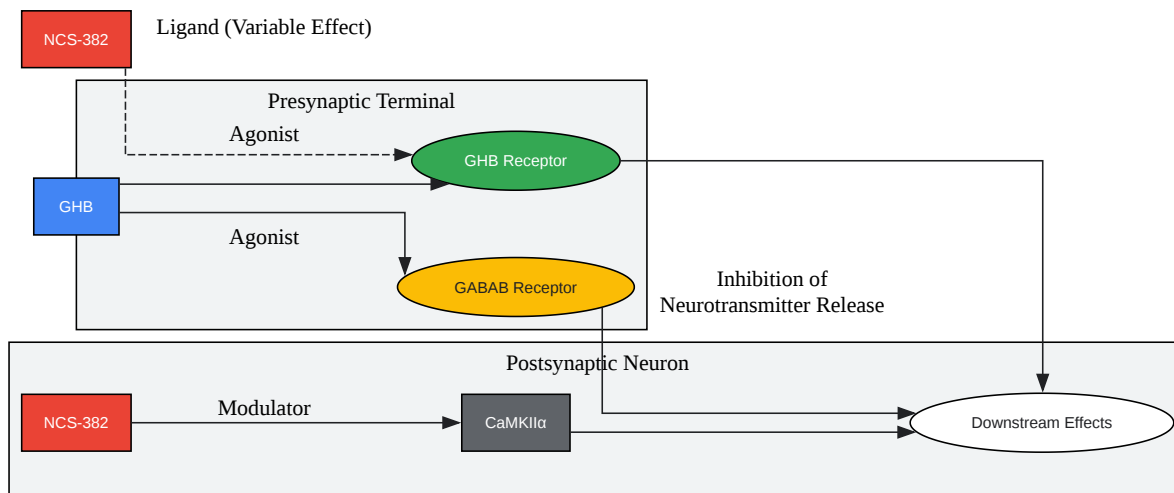 NCS-382
Ligand (Variable Effect)
Presynaptic Terminal
Agonist
GHB Receptor
GHB
Agonist
GABAB Receptor
Inhibition of
Neurotransmitter Release
Postsynaptic Neuron
NCS-382
Modulator
CaMKIIα
Downstream Effects